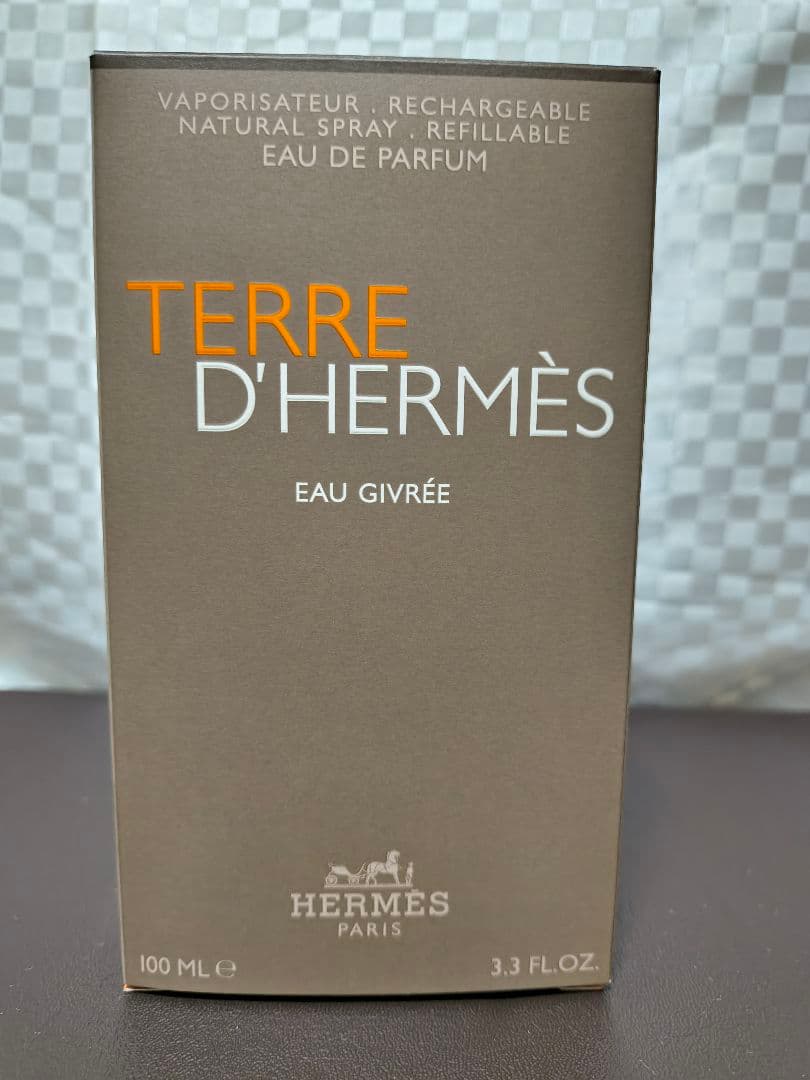 VAPORISATEUR . RECHARGEABLE
NATURAL SPRAY . REFILLABLE
EAU DE PARFUM
TERRE
D'HERMÈS
EAU GIVRÉE
HERMÈS
PARIS
100 ML ℮
3.3 FL.OZ.